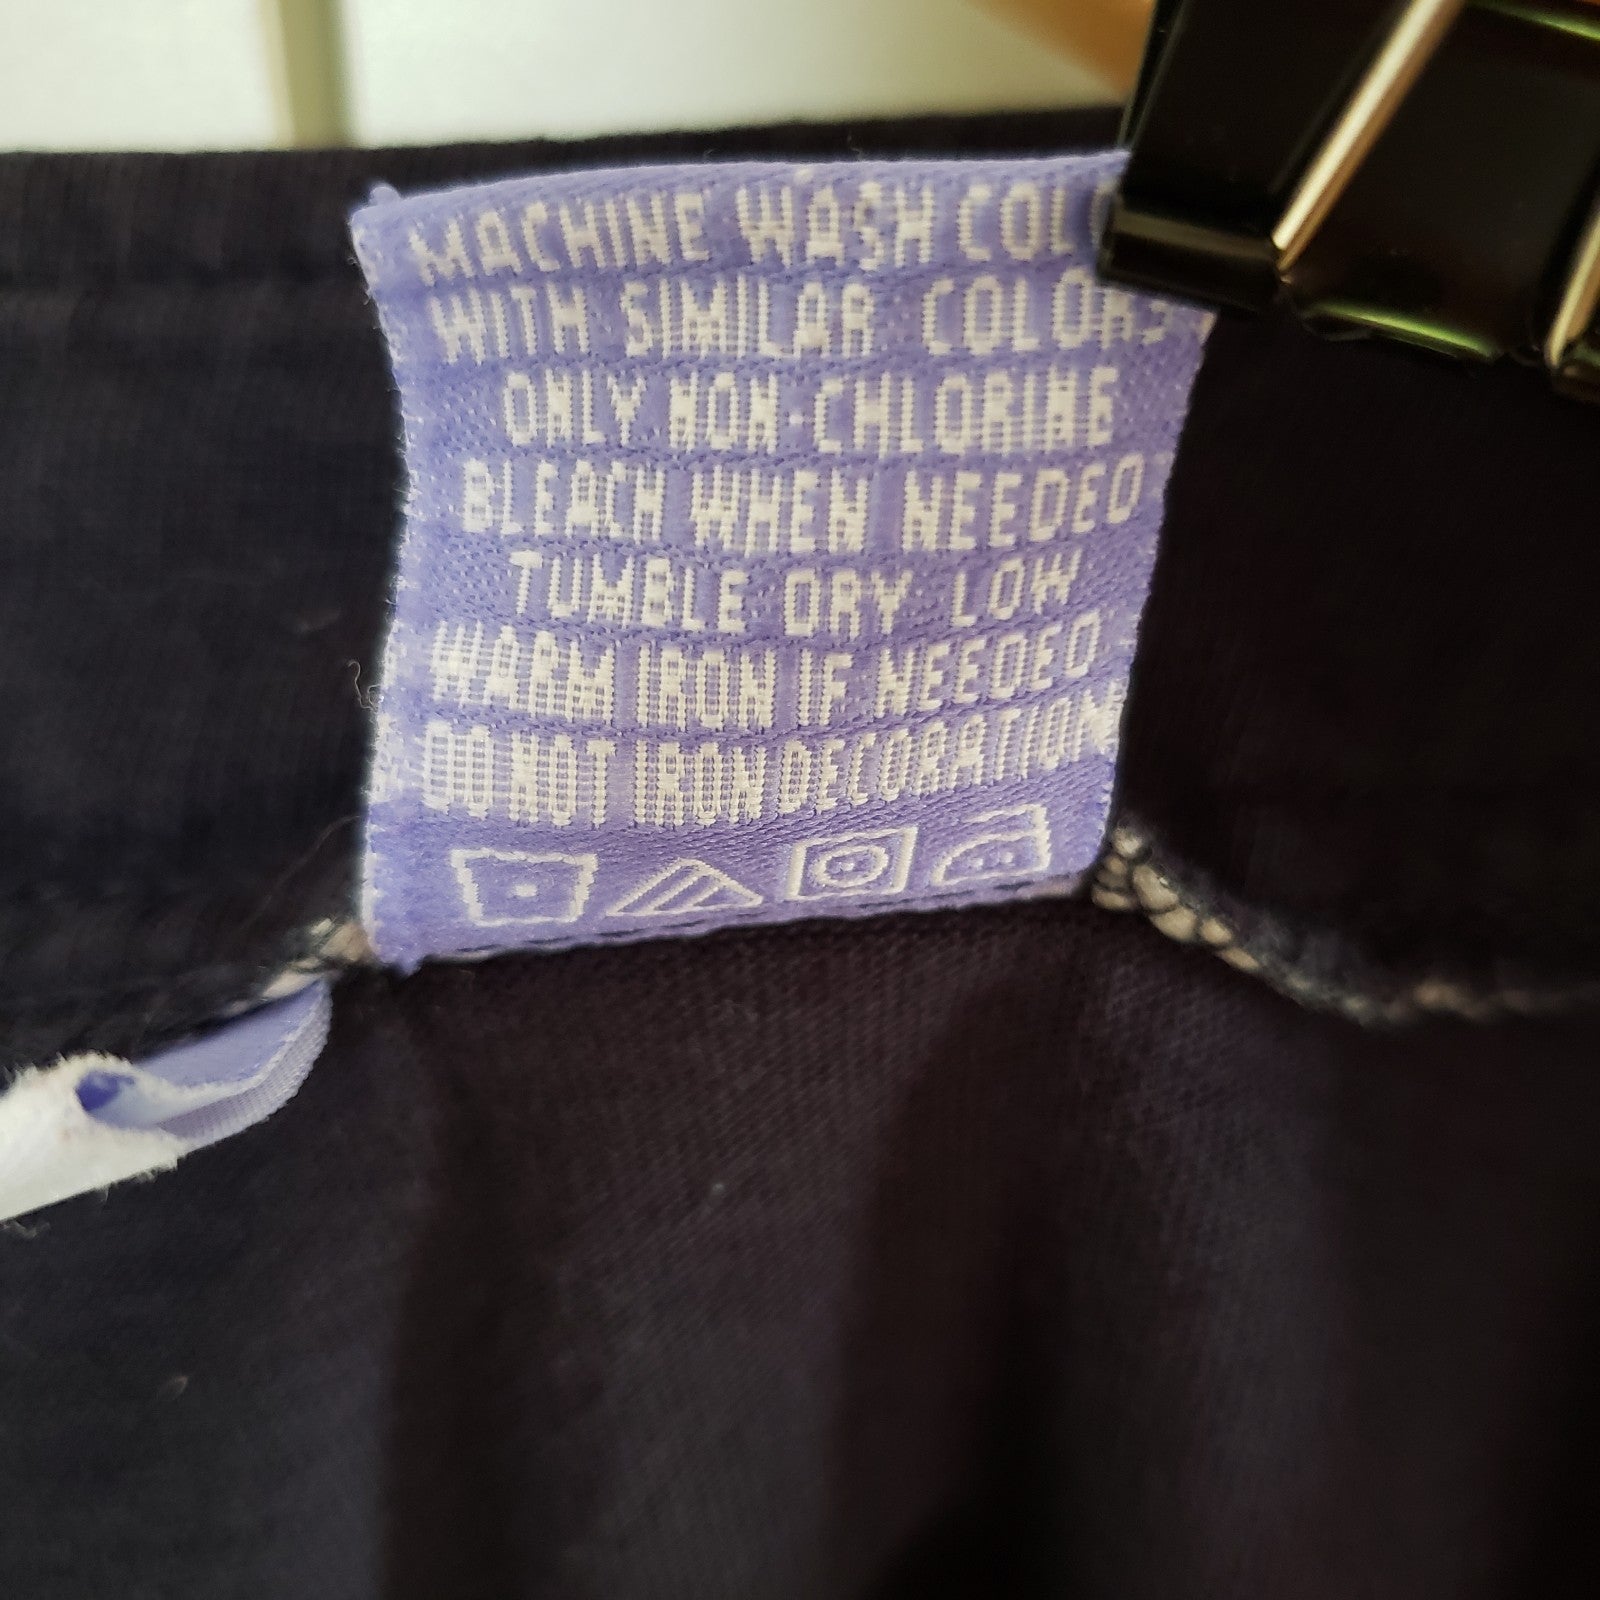 MACHINE WASH COL
WITH SIMILAR COLORS
ONLY NON-CHLORINE
BLEACH WHEN NEEDED
TUMBLE DRY LOW
WARM IRON IF NEEDED
DO NOT IRON DECORATION